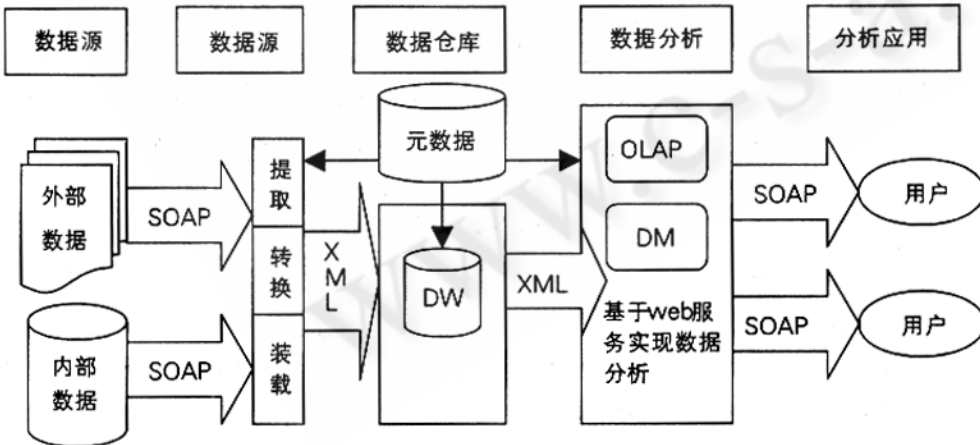 数据源
数据源
数据仓库
数据分析
分析应用
元数据
外部
数据
SOAP
提
取
转
换
装
载
X
M
L
DW
XML
OLAP
DM
基于web服
务实现数据
分析
SOAP
用户
内部
数据
SOAP
SOAP
用户
www.c-s-a.